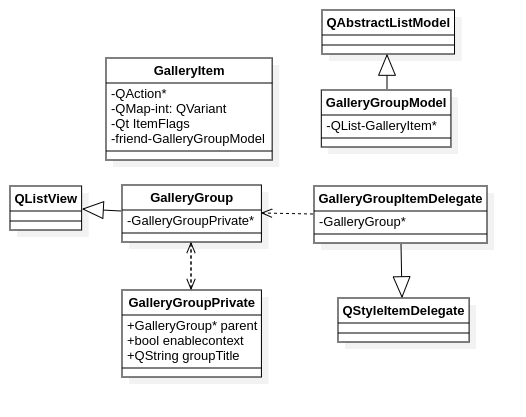 QAbstractListModel
GalleryItem
-QAction*
-QMap-int: QVariant
-Qt ItemFlags
-friend-GalleryGroupModel
GalleryGroupModel
-QList-GalleryItem*
QListView
GalleryGroup
-GalleryGroupPrivate*
GalleryGroupItemDelegate
-GalleryGroup*
GalleryGroupPrivate
+GalleryGroup* parent
+bool enablecontext
+QString groupTitle
QStyleItemDelegate